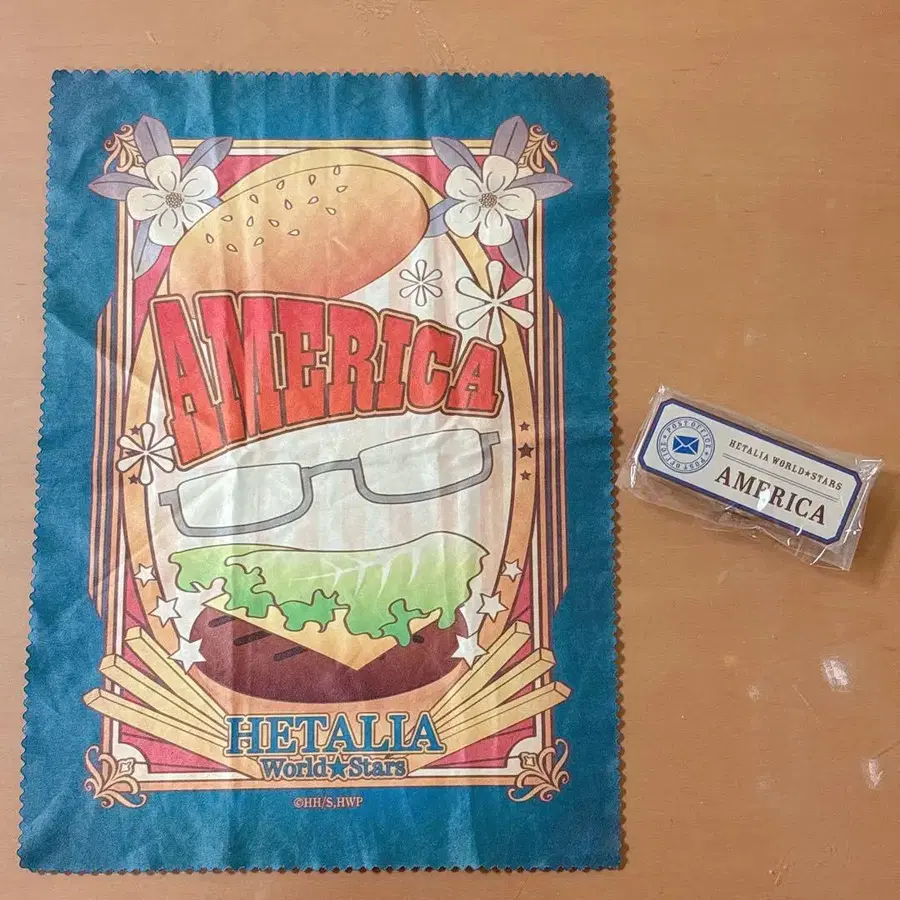 AMERICA
HETALIA
World★Stars
©HH/S,HWP
POST OFFICE ★ POST OFFICE ★
HETALIA WORLD★STARS
AMERICA